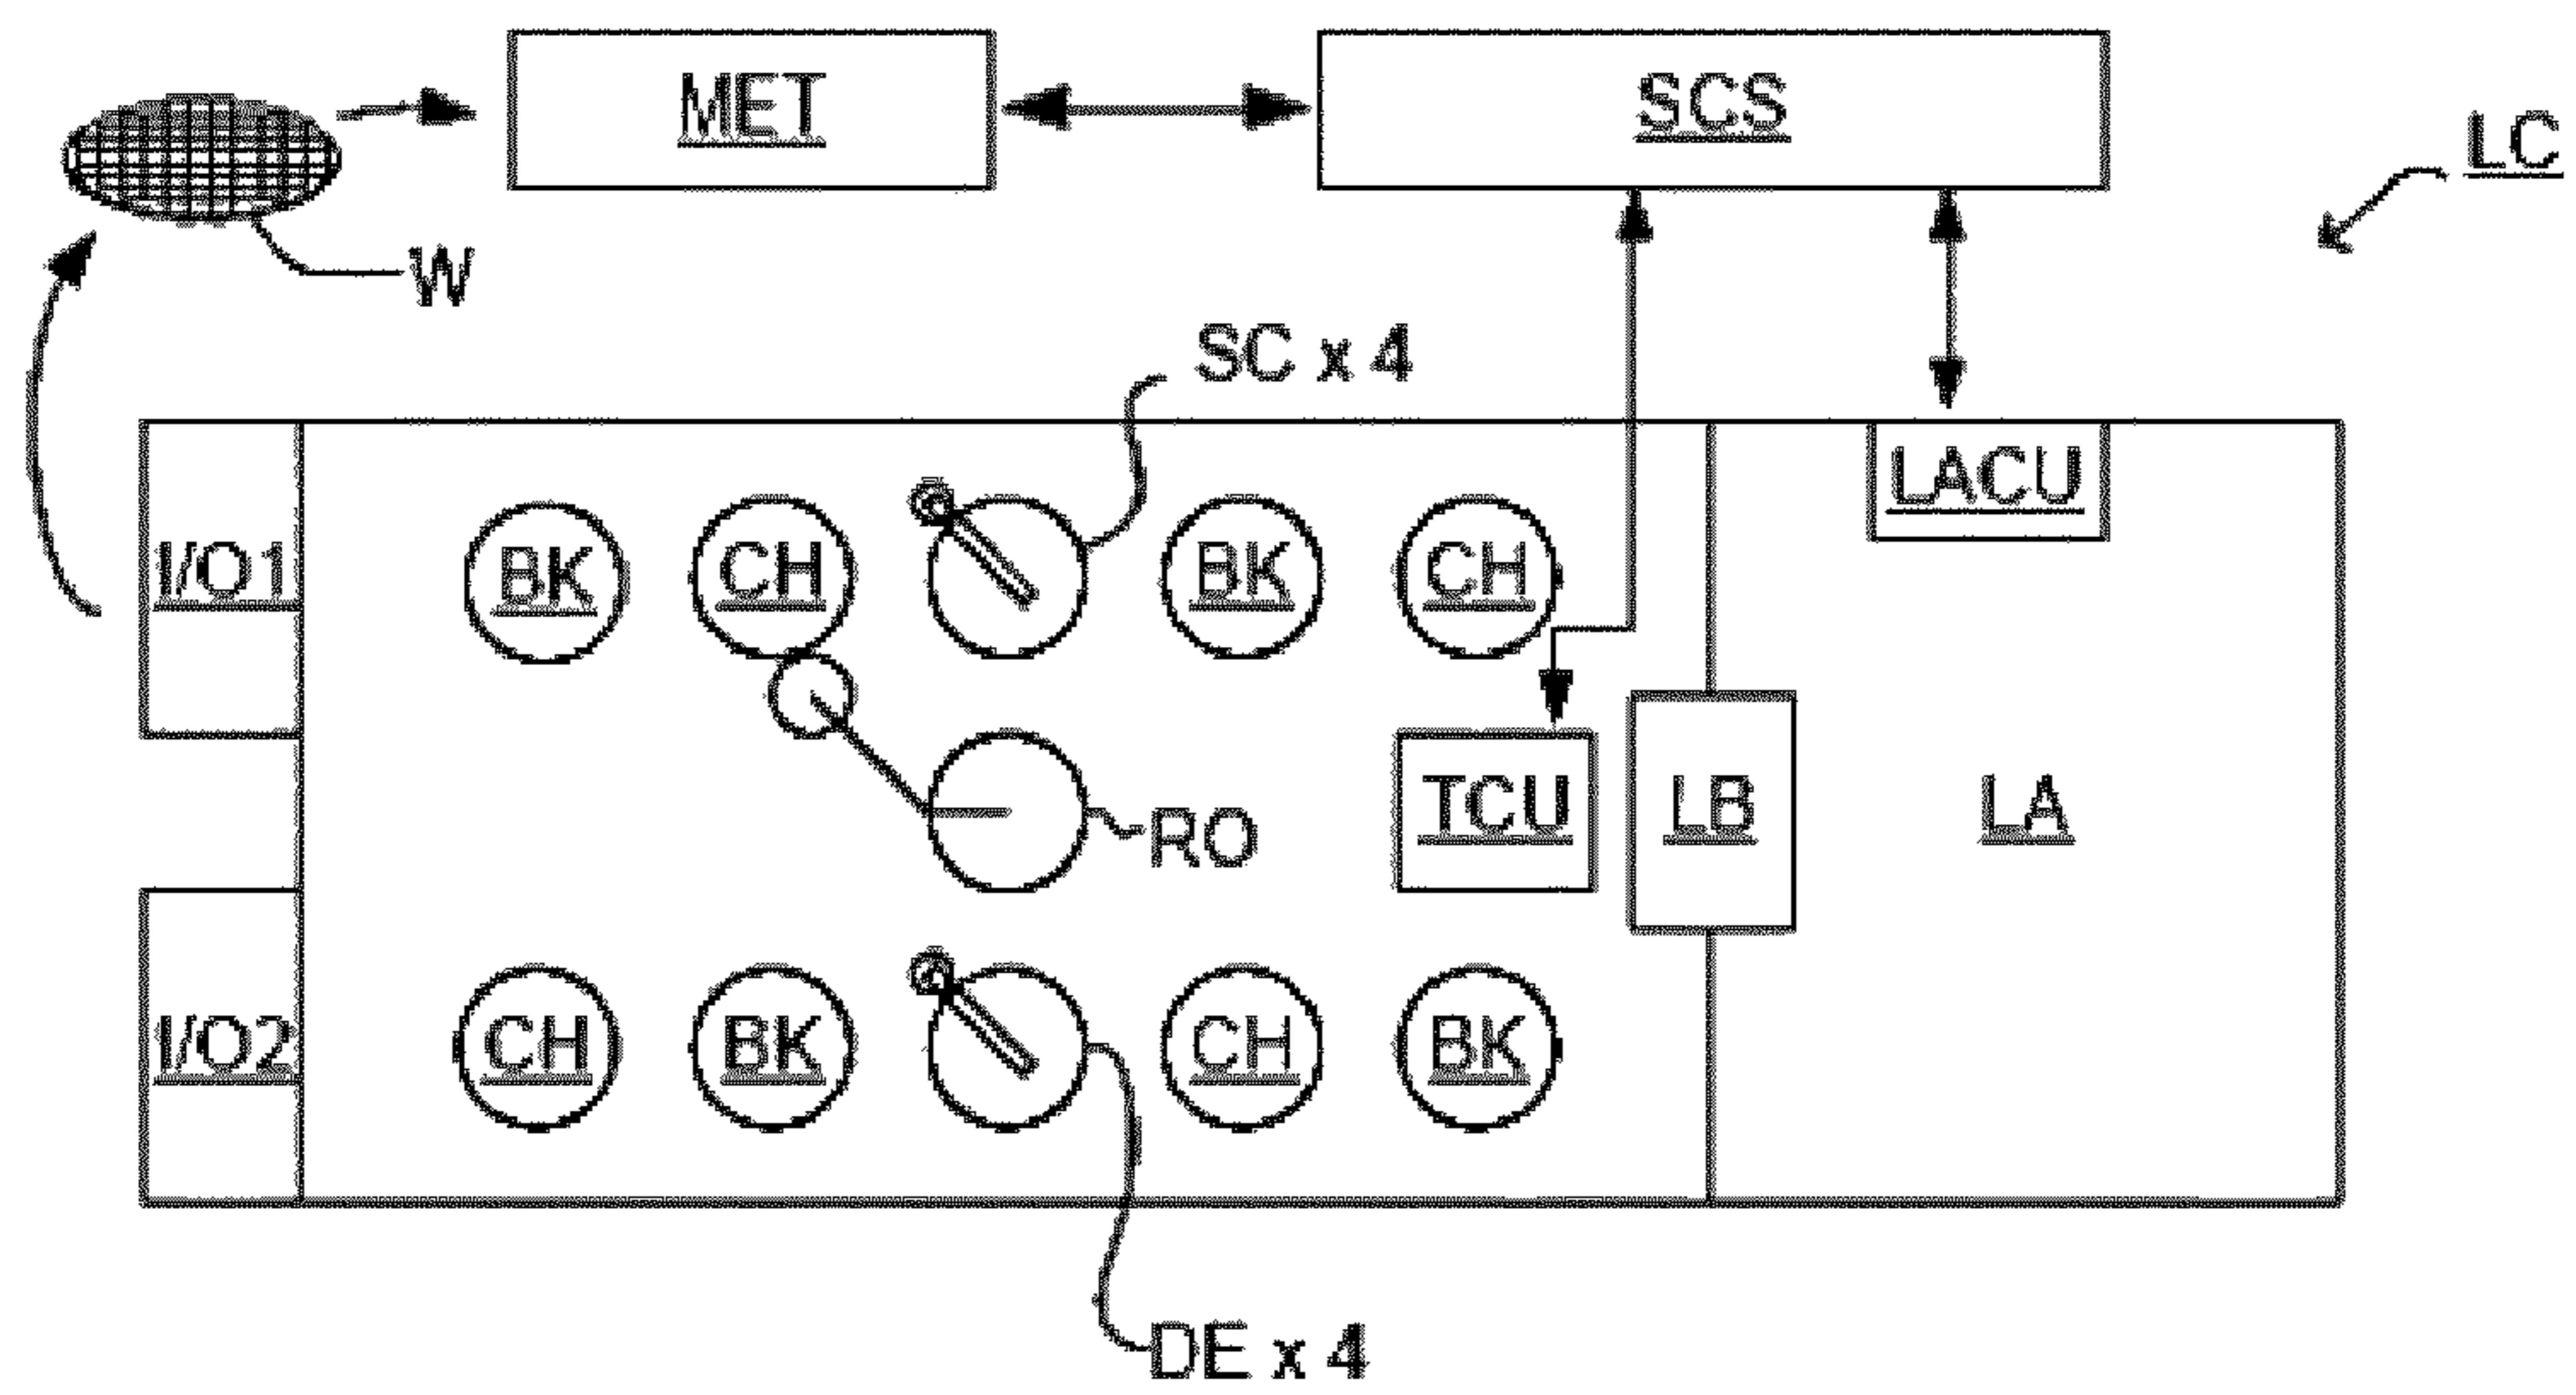 MET
SCS
LC
W
SC x 4
LACU
I/O1
BK
CH
BK
CH
RO
TCU
LB
LA
I/O2
CH
BK
CH
BK
DE x 4